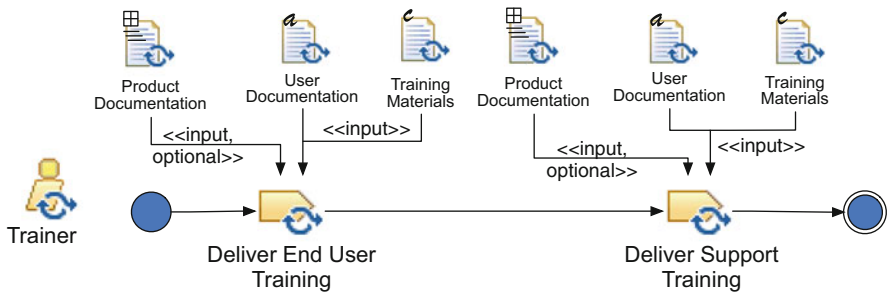 a
c
a
c
Product
Documentation
User
Documentation
Training
Materials
Product
Documentation
User
Documentation
Training
Materials
<<input,
optional>>
<<input>>
<<input,
optional>>
<<input>>
Trainer
Deliver End User
Training
Deliver Support
Training